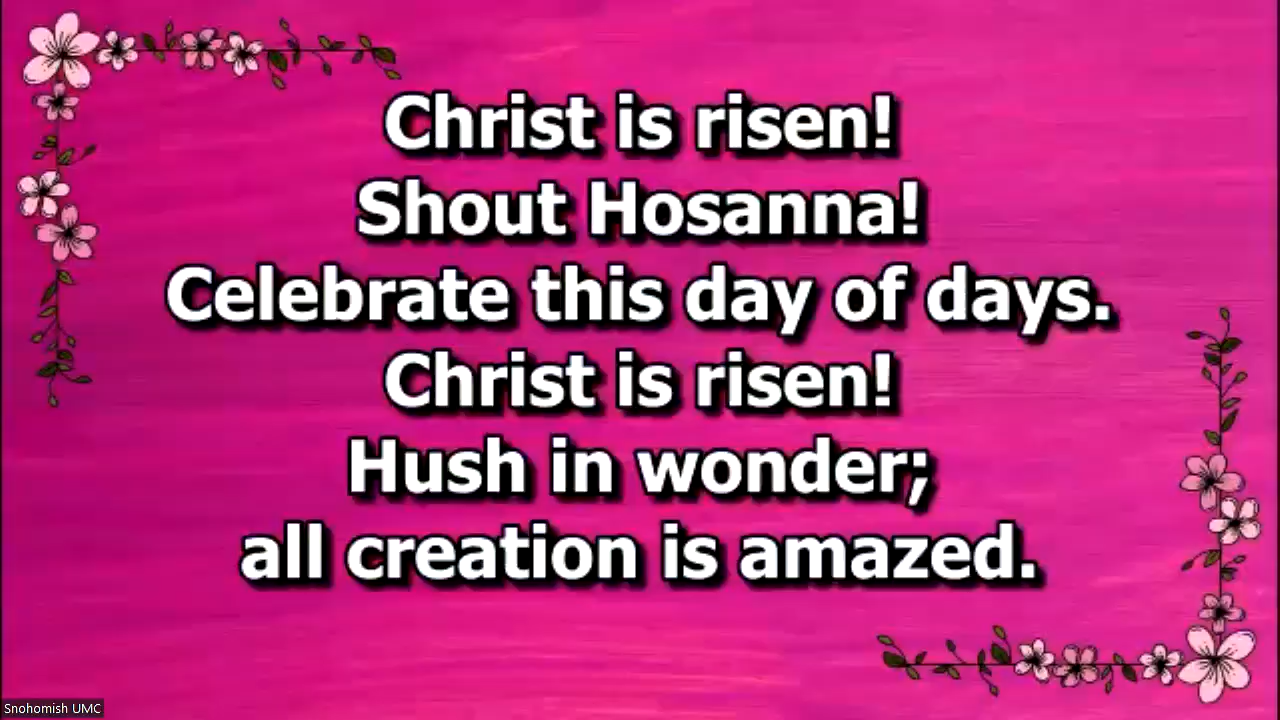 Christ is risen!
Shout Hosanna!
Celebrate this day of days.
Christ is risen!
Hush in wonder;
all creation is amazed.
Snohomish UMC